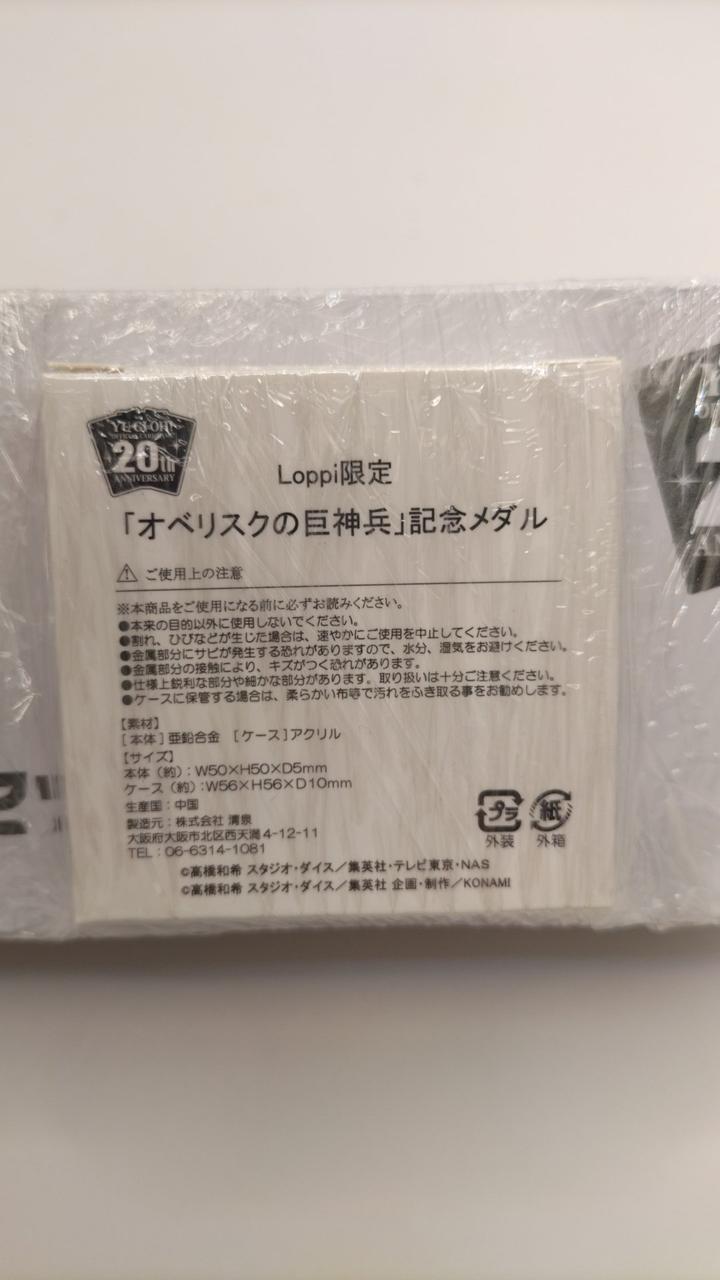 YU-GI-OH!
20th
ANNIVERSARY
Loppi限定
「オベリスクの巨神兵」記念メダル
ご使用上の注意
※本商品をご使用になる前に必ずお読みください。
●本来の目的以外に使用しないでください。
●割れ、ひびなどが生じた場合は、速やかにご使用を中止してください。
●金属部分にサビが発生する恐れがありますので、水分、湿気をお避けください。
●金属部分の接触により、キズがつく恐れがあります。
●仕様上鋭利な部分や細かな部分があります。取り扱いは十分ご注意ください。
●ケースに保管する場合は、柔らかい布等で汚れをふき取る事をお勧めします。
【素材】
[本体]亜鉛合金 [ケース]アクリル
【サイズ】
本体（約）：W50×H50×D5mm
ケース（約）：W56×H56×D10mm
生産国：中国
製造元：株式会社 清泉
大阪府大阪市北区西天満4-12-11
TEL：06-6314-1081
プラ 紙
外装 外箱
©高橋和希 スタジオ・ダイス／集英社・テレビ東京・NAS
©高橋和希 スタジオ・ダイス／集英社 企画・制作／KONAMI